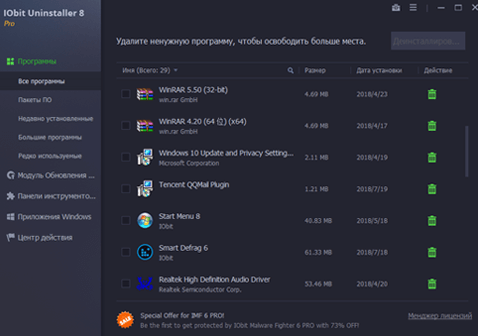 IObit Uninstaller 8
Pro
Удалите ненужную программу, чтобы освободить больше места.
Деинсталлиров...
Программы
Все программы
Пакеты ПО
Недавно установленные
Большие программы
Редко используемые
Модуль Обновления ...
Панели инструменто...
Приложения Windows
Центр действия
Имя (Всего: 29) Размер Дата установки Действие
WinRAR 5.50 (32-bit)
win.rar GmbH
4.69 MB 2018/4/23
WinRAR 4.20 (64 位) (x64)
win.rar GmbH
4.69 MB 2018/4/17
Windows 10 Update and Privacy Setting...
Microsoft Corporation
2.11 MB 2018/4/19
Tencent QQMail Plugin
1.21 MB 2018/7/19
Start Menu 8
IObit
40.83 MB 2018/5/18
Smart Defrag 6
IObit
61.33 MB 2018/7/18
Realtek High Definition Audio Driver
Realtek Semiconductor Corp.
53.46 MB 2018/4/20
SALE
Special Offer for IMF 6 PRO!
Be the first to get protected by IObit Malware Fighter 6 PRO with 73% OFF!
Менеджер лицензий